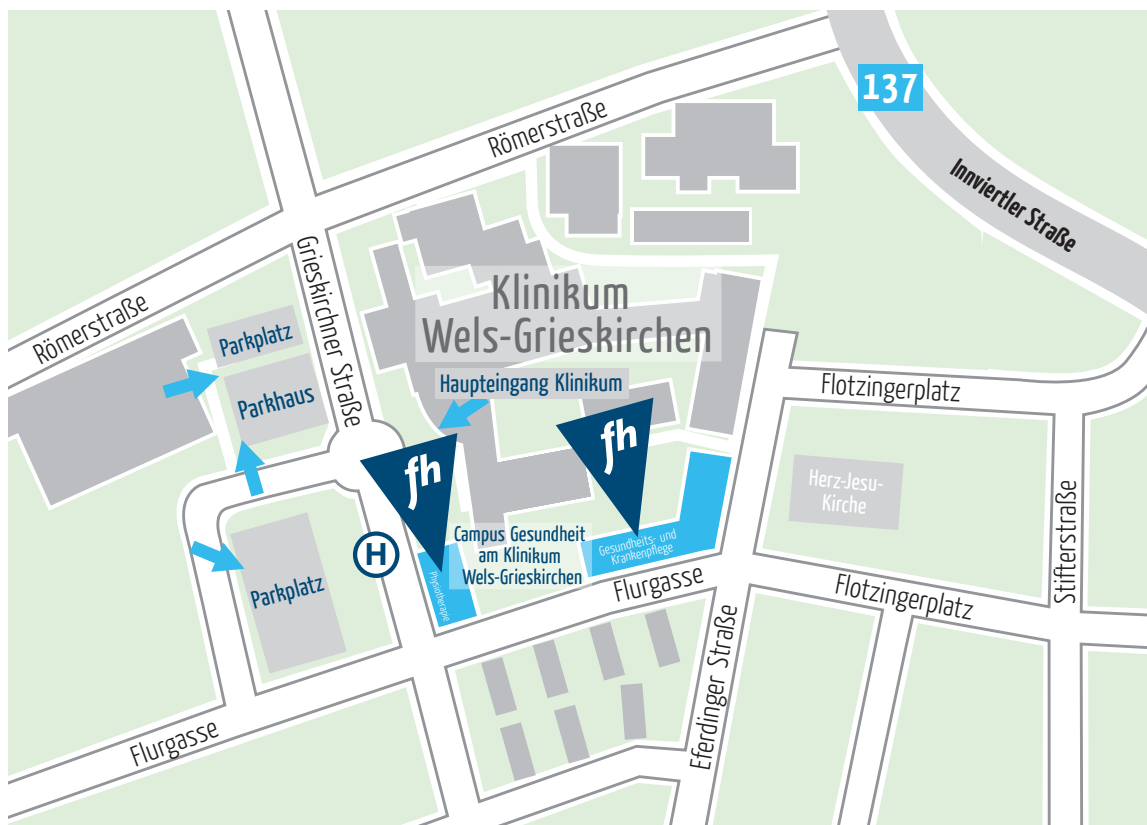 137
Römerstraße
Innviertler Straße
Grieskirchner Straße
Klinikum
Wels-Grieskirchen
Römerstraße
Parkplatz
Haupteingang Klinikum
Parkhaus
Flotzingerplatz
fh
fh
Herz-Jesu-
Kirche
Stifterstraße
H
Campus Gesundheit
am Klinikum
Wels-Grieskirchen
Gesundheits- und
Krankenpflege
Physiotherapie
Parkplatz
Flurgasse
Flotzingerplatz
Eferdinger Straße
Flurgasse